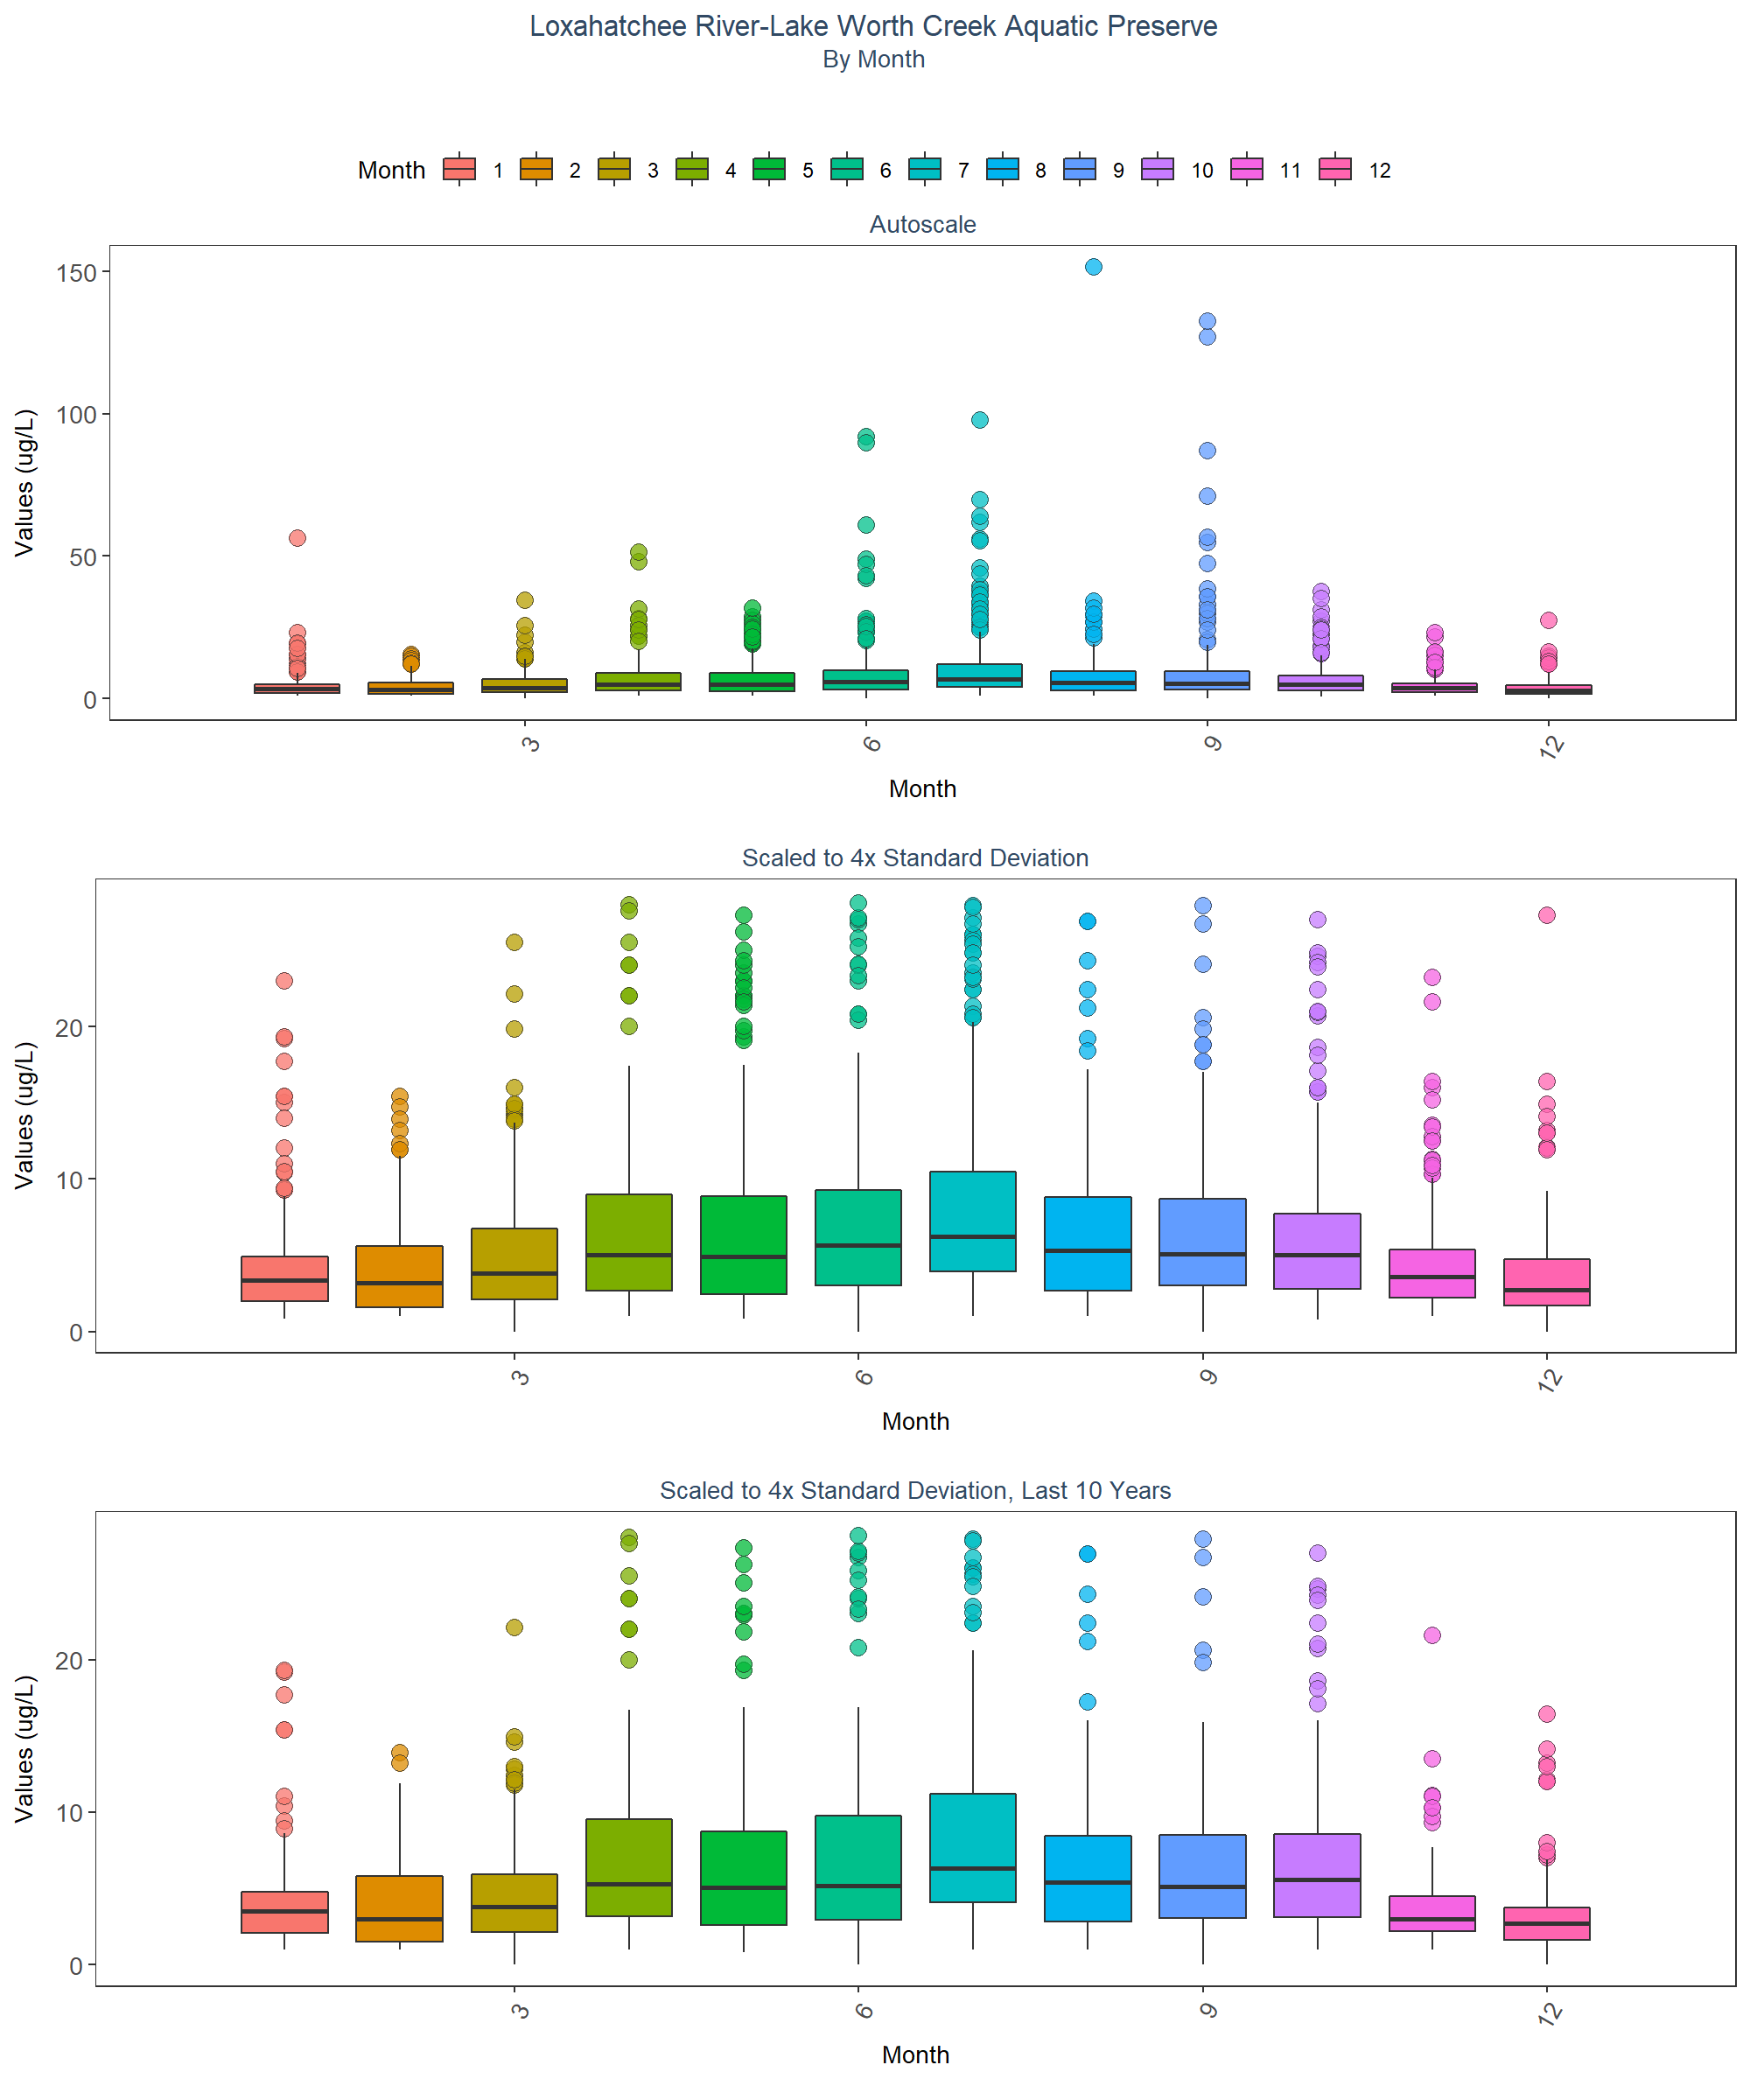 Loxahatchee River-Lake Worth Creek Aquatic Preserve
By Month
Month 1 2 3 4 5 6 7 8 9 10 11 12
Autoscale
Values (ug/L)
150
100
50
0
3 6 9 12
Month
Scaled to 4x Standard Deviation
Values (ug/L)
20
10
0
3 6 9 12
Month
Scaled to 4x Standard Deviation, Last 10 Years
Values (ug/L)
20
10
0
3 6 9 12
Month